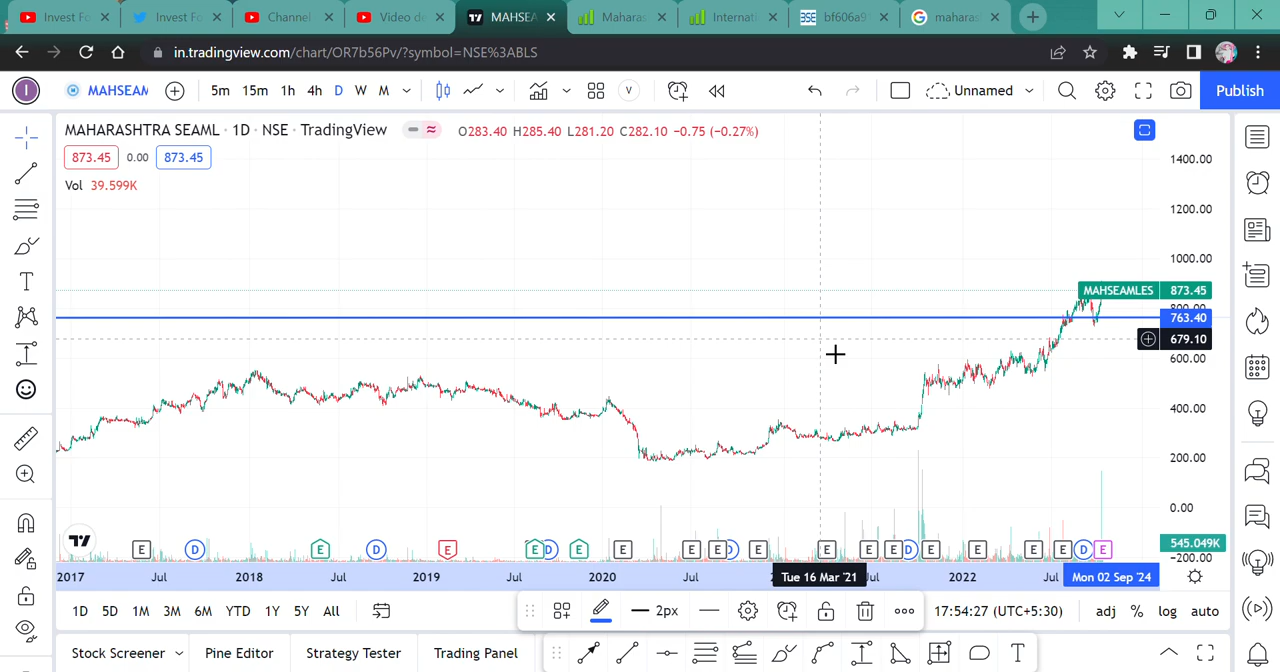 Invest Fo
Invest Fo
Channel
Video de
MAHSEA
Maharas
Internati
BSE bf606a9
maharas
in.tradingview.com/chart/OR7b56Pv/?symbol=NSE%3ABLS
I MAHSEAM 5m 15m 1h 4h D W M V Unnamed Publish
MAHARASHTRA SEAML · 1D · NSE · TradingView O283.40 H285.40 L281.20 C282.10 −0.75 (−0.27%)
873.45 0.00 873.45
Vol 39.599K
1400.00
1200.00
1000.00
MAHSEAMLES 873.45
763.40
679.10
600.00
400.00
200.00
0.00
545.049K
−200.00
E D E D E E D E E E E D E E E E E D E E E E D E
2017 Jul 2018 Jul 2019 Jul 2020 Jul Tue 16 Mar '21 Jul 2022 Jul Mon 02 Sep '24
1D 5D 1M 3M 6M YTD 1Y 5Y All 2px 17:54:27 (UTC+5:30) adj % log auto
Stock Screener Pine Editor Strategy Tester Trading Panel T